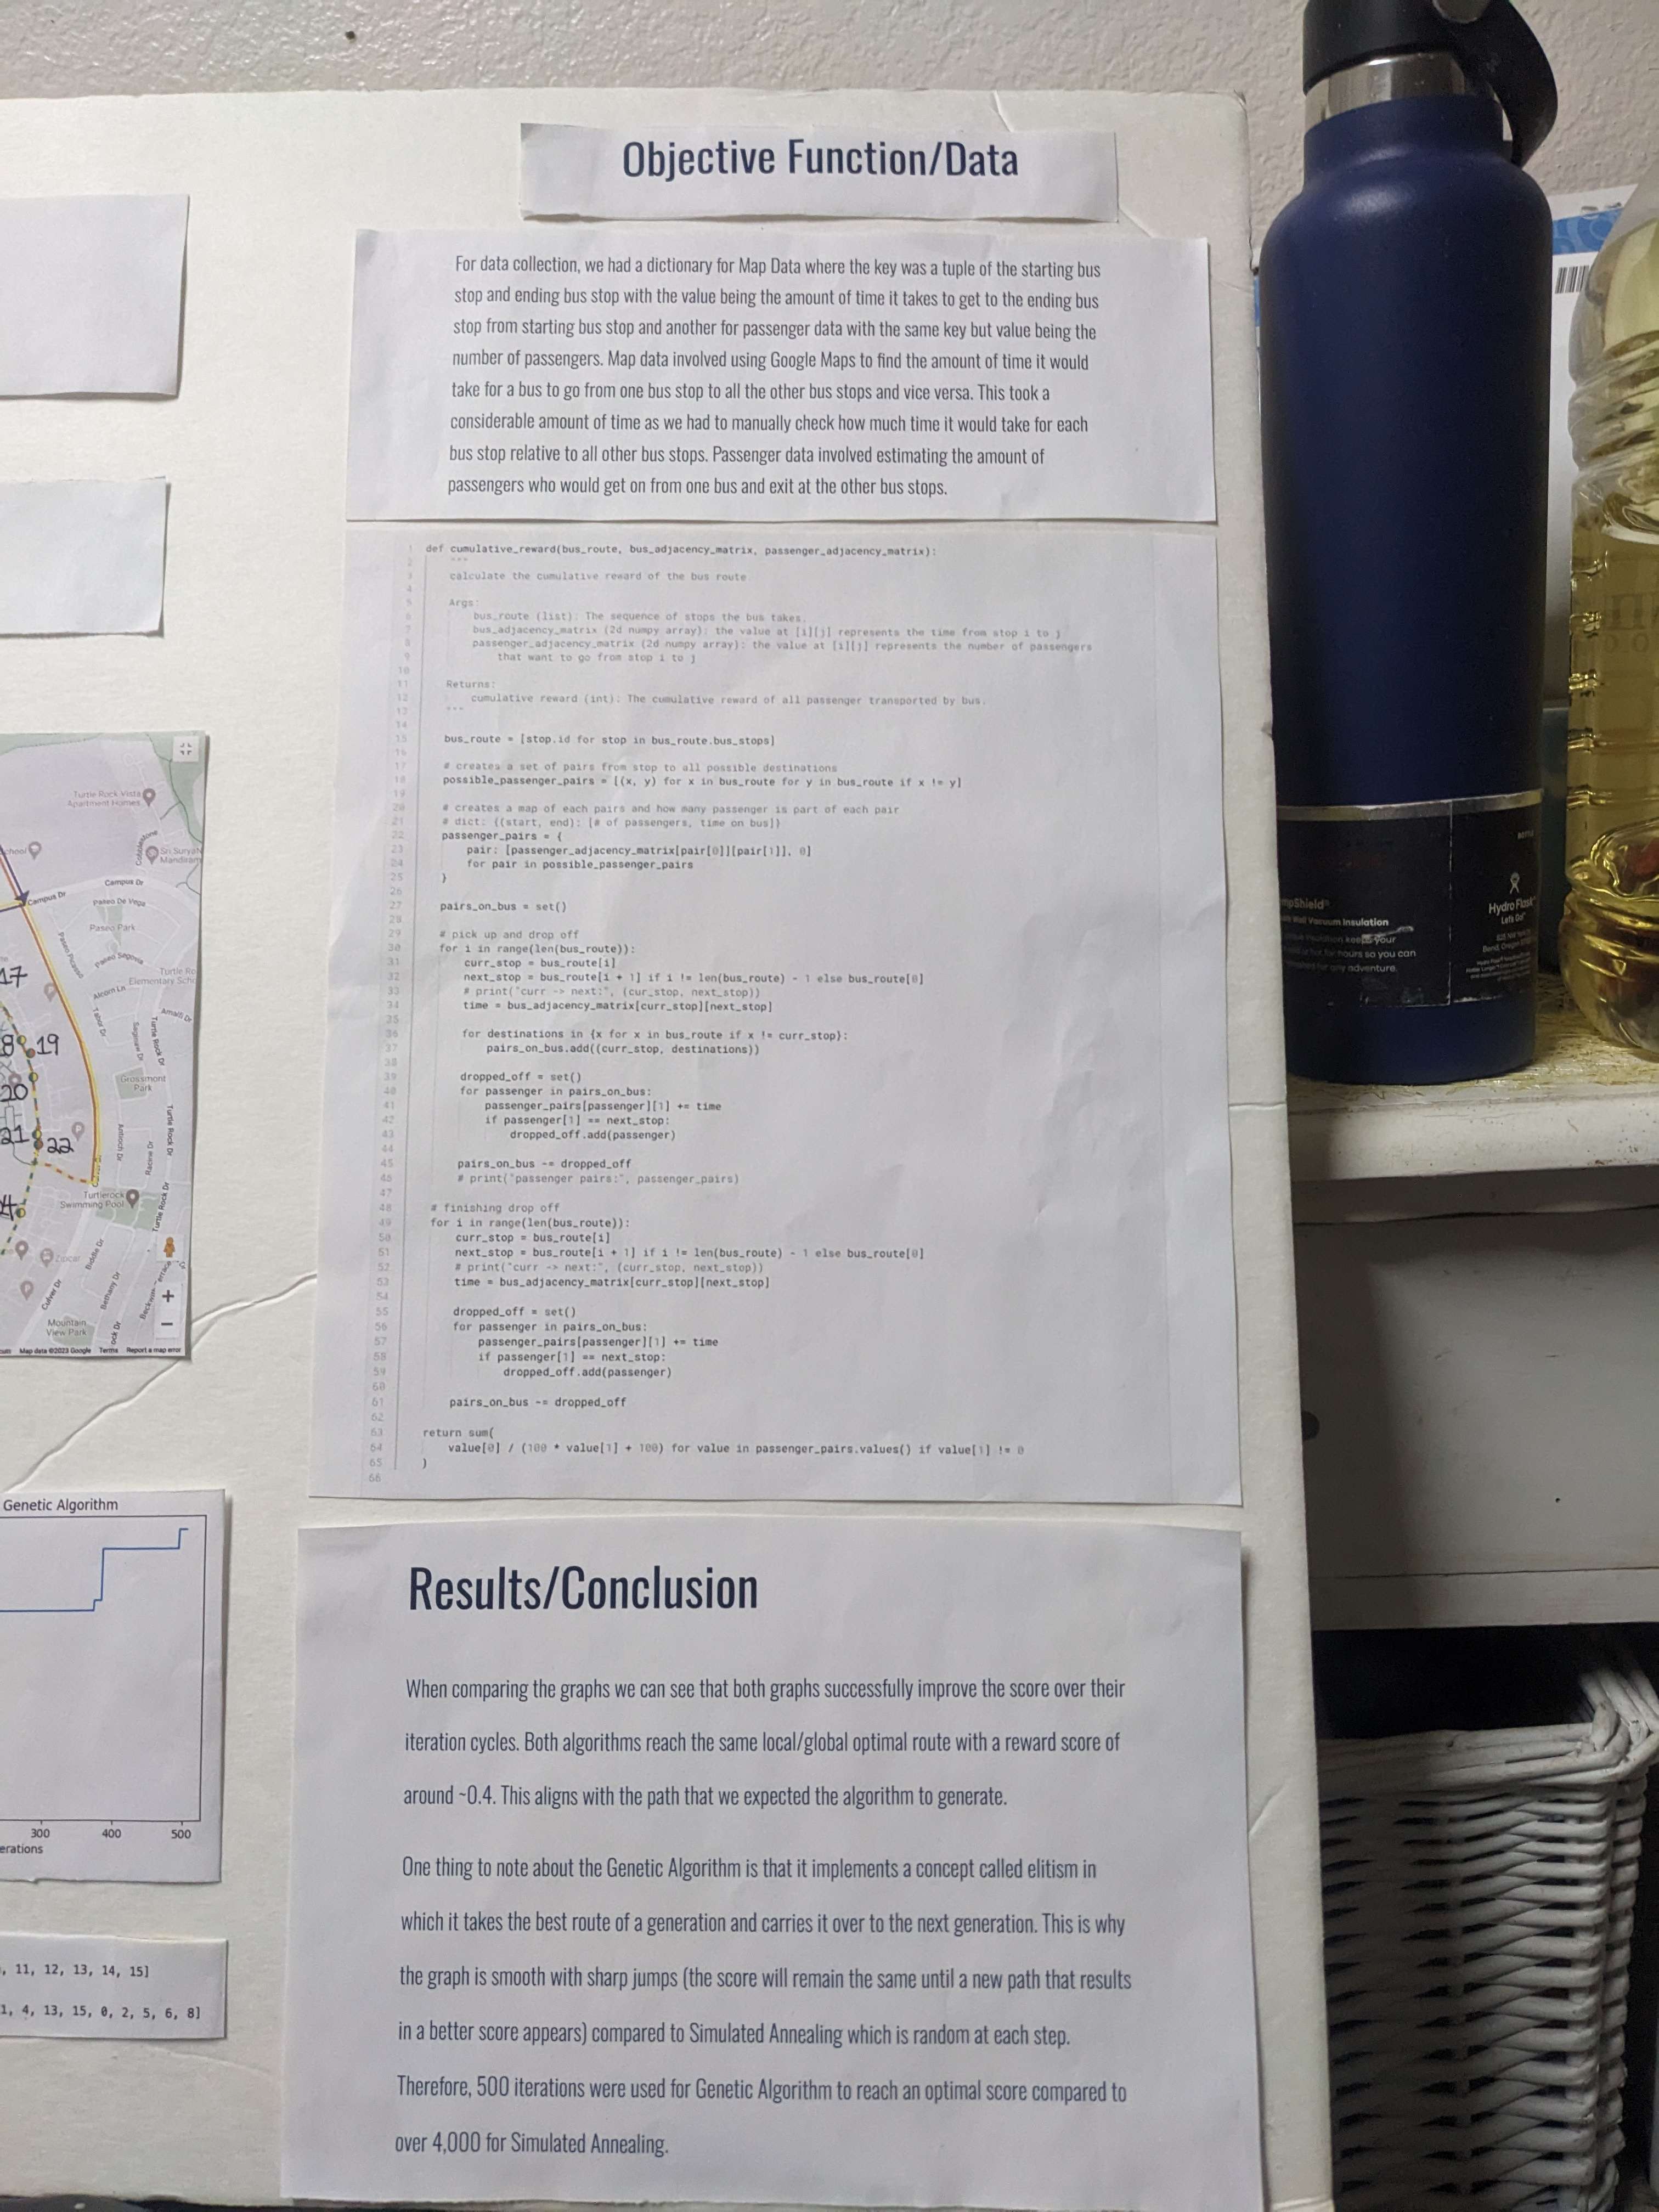 Objective Function/Data
For data collection, we had a dictionary for Map Data where the key was a tuple of the starting bus
stop and ending bus stop with the value being the amount of time it takes to get to the ending bus
stop from starting bus stop and another for passenger data with the same key but value being the
number of passengers. Map data involved using Google Maps to find the amount of time it would
take for a bus to go from one bus stop to all the other bus stops and vice versa. This took a
considerable amount of time as we had to manually check how much time it would take for each
bus stop relative to all other bus stops. Passenger data involved estimating the amount of
passengers who would get on from one bus and exit at the other bus stops.
1 def cumulative_reward(bus_route, bus_adjacency_matrix, passenger_adjacency_matrix):
2 """
3 calculate the cumulative reward of the bus route
4
5 Args:
6 bus_route (list): The sequence of stops the bus takes.
7 bus_adjacency_matrix (2d numpy array): the value at [i][j] represents the time from stop i to j
8 passenger_adjacency_matrix (2d numpy array): the value at [i][j] represents the number of passengers
9 that want to go from stop i to j
10
11 Returns:
12 cumulative reward (int): The cumulative reward of all passenger transported by bus.
13 """
14
15 bus_route = [stop.id for stop in bus_route.bus_stops]
16
17 # creates a set of pairs from stop to all possible destinations
18 possible_passenger_pairs = [(x, y) for x in bus_route for y in bus_route if x != y]
19
20 # creates a map of each pairs and how many passenger is part of each pair
21 # dict: {(start, end): [# of passengers, time on bus]}
22 passenger_pairs = {
23 pair: [passenger_adjacency_matrix[pair[0]][pair[1]], 0]
24 for pair in possible_passenger_pairs
25 }
26
27 pairs_on_bus = set()
28
29 # pick up and drop off
30 for i in range(len(bus_route)):
31 curr_stop = bus_route[i]
32 next_stop = bus_route[i + 1] if i != len(bus_route) - 1 else bus_route[0]
33 # print("curr -> next:", (cur_stop, next_stop))
34 time = bus_adjacency_matrix[curr_stop][next_stop]
35
36 for destinations in {x for x in bus_route if x != curr_stop}:
37 pairs_on_bus.add((curr_stop, destinations))
38
39 dropped_off = set()
40 for passenger in pairs_on_bus:
41 passenger_pairs[passenger][1] += time
42 if passenger[1] == next_stop:
43 dropped_off.add(passenger)
44
45 pairs_on_bus -= dropped_off
46 # print("passenger pairs:", passenger_pairs)
47
48 # finishing drop off
49 for i in range(len(bus_route)):
50 curr_stop = bus_route[i]
51 next_stop = bus_route[i + 1] if i != len(bus_route) - 1 else bus_route[0]
52 # print("curr -> next:", (curr_stop, next_stop))
53 time = bus_adjacency_matrix[curr_stop][next_stop]
54
55 dropped_off = set()
56 for passenger in pairs_on_bus:
57 passenger_pairs[passenger][1] += time
58 if passenger[1] == next_stop:
59 dropped_off.add(passenger)
60
61 pairs_on_bus -= dropped_off
62
63 return sum(
64 value[0] / (100 * value[1] + 100) for value in passenger_pairs.values() if value[1] != 0
65 )
66
Results/Conclusion
When comparing the graphs we can see that both graphs successfully improve the score over their
iteration cycles. Both algorithms reach the same local/global optimal route with a reward score of
around ~0.4. This aligns with the path that we expected the algorithm to generate.
One thing to note about the Genetic Algorithm is that it implements a concept called elitism in
which it takes the best route of a generation and carries it over to the next generation. This is why
the graph is smooth with sharp jumps (the score will remain the same until a new path that results
in a better score appears) compared to Simulated Annealing which is random at each step.
Therefore, 500 iterations were used for Genetic Algorithm to reach an optimal score compared to
over 4,000 for Simulated Annealing.
Turtle Rock Vista
Apartment Homes
Campus Dr
Campus Dr
Paseo De Vega
Paseo Park
Paseo Picasso
Paseo Segovia
Turtle Ro
Elementary Sch
17
19
20
21
22
Grossmont
Park
Turtle Rock Dr
Turtle Rock Dr
Turtle Rock Dr
Racine Dr
Turtlerock
Swimming Pool
Zipcar
Biddle Dr
Culver Dr
Bethany Dr
Mountain
View Park
+
−
Map data ©2023 Google Terms Report a map error
Genetic Algorithm
300 400 500
erations
, 11, 12, 13, 14, 15]
1, 4, 13, 15, 0, 2, 5, 6, 8]
mpShield
Wall Vacuum Insulation
keeps your
for hours so you can
any adventure.
Hydro Flask
Let's Go!